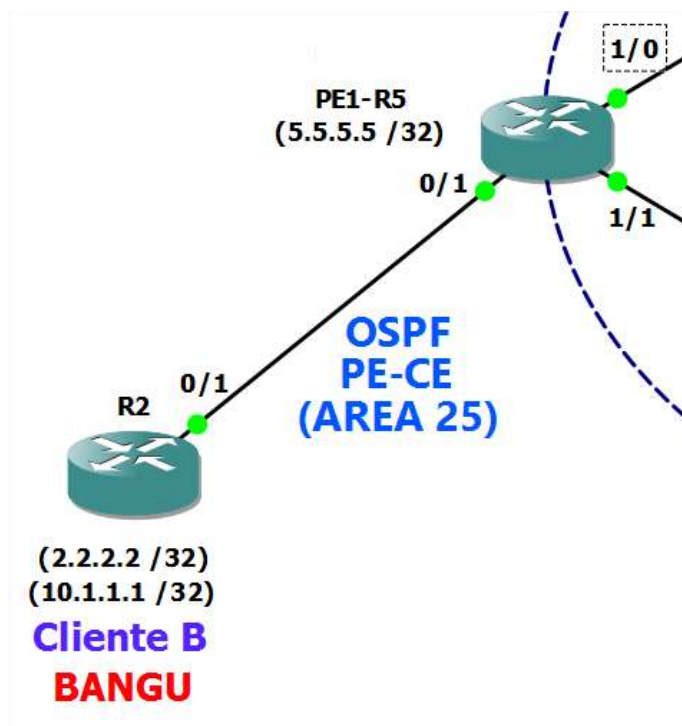 1/0
PE1-R5
(5.5.5.5 /32)
0/1
1/1
OSPF
PE-CE
(AREA 25)
0/1
R2
(2.2.2.2 /32)
(10.1.1.1 /32)
Cliente B
BANGU